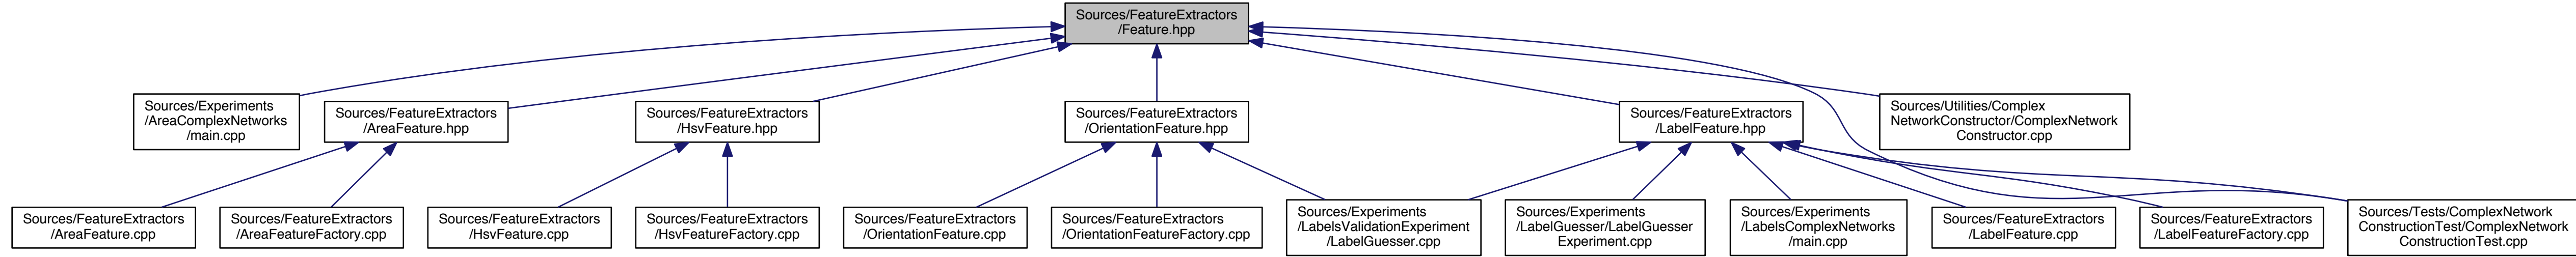 Sources/FeatureExtractors
/Feature.hpp
Sources/Experiments
/AreaComplexNetworks
/main.cpp
Sources/FeatureExtractors
/AreaFeature.hpp
Sources/FeatureExtractors
/HsvFeature.hpp
Sources/FeatureExtractors
/OrientationFeature.hpp
Sources/FeatureExtractors
/LabelFeature.hpp
Sources/Utilities/Complex
NetworkConstructor/ComplexNetwork
Constructor.cpp
Sources/FeatureExtractors
/AreaFeature.cpp
Sources/FeatureExtractors
/AreaFeatureFactory.cpp
Sources/FeatureExtractors
/HsvFeature.cpp
Sources/FeatureExtractors
/HsvFeatureFactory.cpp
Sources/FeatureExtractors
/OrientationFeature.cpp
Sources/FeatureExtractors
/OrientationFeatureFactory.cpp
Sources/Experiments
/LabelsValidationExperiment
/LabelGuesser.cpp
Sources/Experiments
/LabelGuesser/LabelGuesser
Experiment.cpp
Sources/Experiments
/LabelsComplexNetworks
/main.cpp
Sources/FeatureExtractors
/LabelFeature.cpp
Sources/FeatureExtractors
/LabelFeatureFactory.cpp
Sources/Tests/ComplexNetwork
ConstructionTest/ComplexNetwork
ConstructionTest.cpp